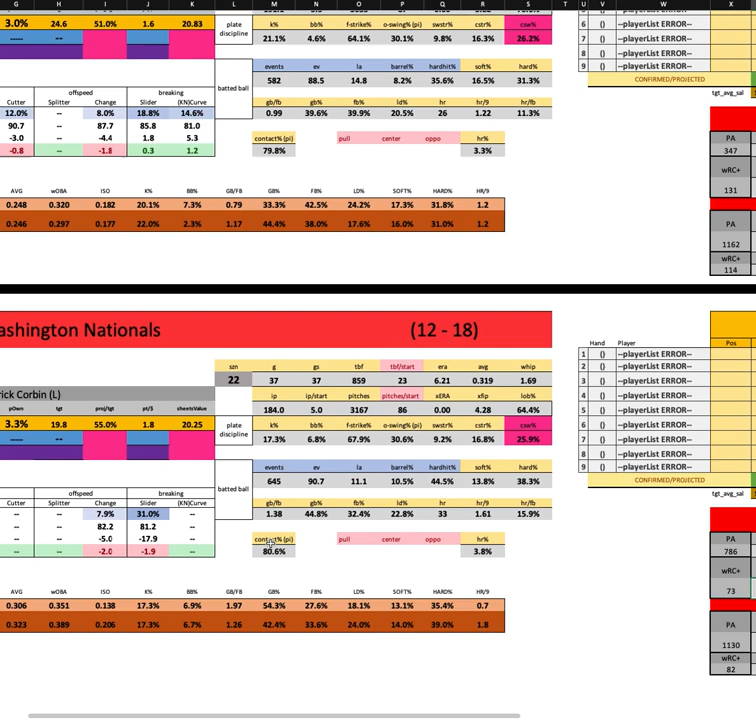 G H I J K L M N O P Q R S T U V W X
3.0% 24.6 51.0% 1.6 20.83 plate discipline k% bb% f-strike% o-swing% (pi) swstr% cstr% csw% 6 () --playerList ERROR--
----- -- 21.1% 4.6% 64.1% 30.1% 9.8% 16.3% 26.2% 7 () --playerList ERROR--
8 () --playerList ERROR--
events ev la barrel% hardhit% soft% hard% 9 () --playerList ERROR--
batted ball 582 88.5 14.8 8.2% 35.6% 16.5% 31.3% CONFIRMED/PROJECTED
offspeed breaking tgt_avg_sal
Cutter Splitter Change Slider (KN)Curve gb/fb gb% fb% ld% hr hr/9 hr/fb
12.0% -- 8.0% 18.8% 14.6% 0.99 39.6% 39.9% 20.5% 26 1.22 11.3%
90.7 -- 87.7 85.8 81.0
-3.0 -- -4.4 1.8 5.3 contact% (pi) pull center oppo hr% PA
-0.8 -- -1.8 0.3 1.2 79.8% 3.3% 347
wRC+
AVG wOBA ISO K% BB% GB/FB GB% FB% LD% SOFT% HARD% HR/9 131
0.248 0.320 0.182 20.1% 7.3% 0.79 33.3% 42.5% 24.2% 17.3% 31.8% 1.2
0.246 0.297 0.177 22.0% 2.3% 1.17 44.4% 38.0% 17.6% 16.0% 31.0% 1.2 PA
1162
wRC+
114
ashington Nationals (12 - 18)
Hand Player Pos
1 () --playerList ERROR--
szn g gs tbf tbf/start era avg whip 2 () --playerList ERROR--
22 37 37 859 23 6.21 0.319 1.69 3 () --playerList ERROR--
rick Corbin (L) ip ip/start pitches pitches/start xERA xfip lob% 4 () --playerList ERROR--
pOwn tgt proj/tgt pt/$ sheetsValue 184.0 5.0 3167 86 0.00 4.28 64.4% 5 () --playerList ERROR--
3.3% 19.8 55.0% 1.8 20.25 plate discipline k% bb% f-strike% o-swing% (pi) swstr% cstr% csw% 6 () --playerList ERROR--
----- -- 17.3% 6.8% 67.9% 30.6% 9.2% 16.8% 25.9% 7 () --playerList ERROR--
8 () --playerList ERROR--
events ev la barrel% hardhit% soft% hard% 9 () --playerList ERROR--
batted ball 645 90.7 11.1 10.5% 44.5% 13.8% 38.3% CONFIRMED/PROJECTED
offspeed breaking tgt_avg_sal
Cutter Splitter Change Slider (KN)Curve gb/fb gb% fb% ld% hr hr/9 hr/fb
-- -- 7.9% 31.0% -- 1.38 44.8% 32.4% 22.8% 33 1.61 15.9%
-- -- 82.2 81.2 --
-- -- -5.0 -17.9 -- contact% (pi) pull center oppo hr% PA
-- -- -2.0 -1.9 -- 80.6% 3.8% 786
wRC+
AVG wOBA ISO K% BB% GB/FB GB% FB% LD% SOFT% HARD% HR/9 73
0.306 0.351 0.138 17.3% 6.9% 1.97 54.3% 27.6% 18.1% 13.1% 35.4% 0.7
0.323 0.389 0.206 17.3% 6.7% 1.26 42.4% 33.6% 24.0% 14.0% 39.0% 1.8 PA
1130
wRC+
82